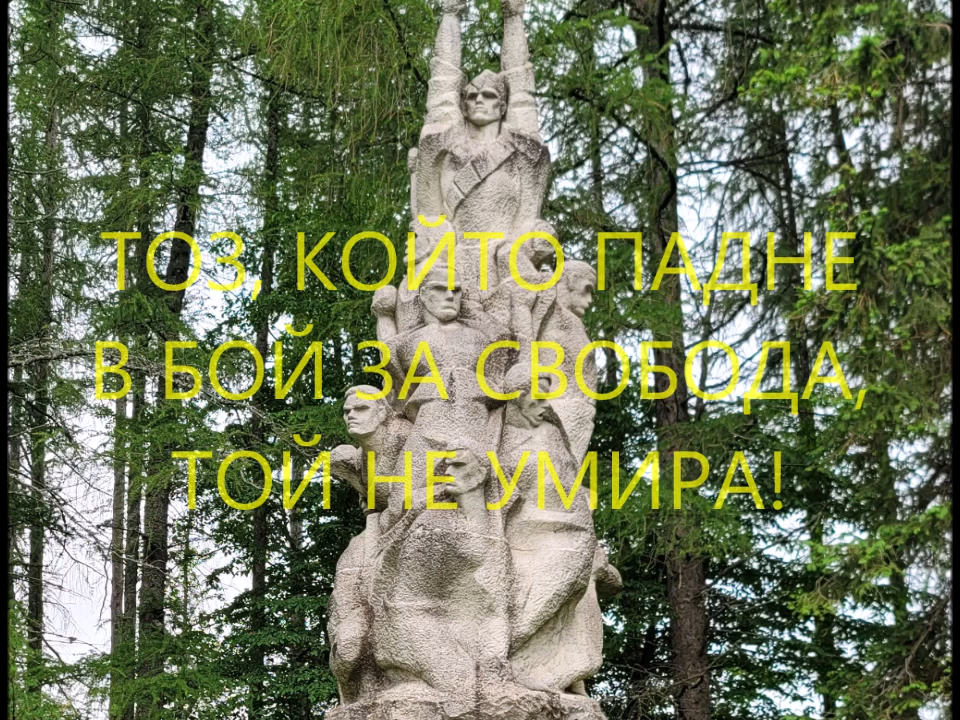 ТОЗ, КОЙТО ПАДНЕ
В БОЙ ЗА СВОБОДА,
ТОЙ НЕ УМИРА!